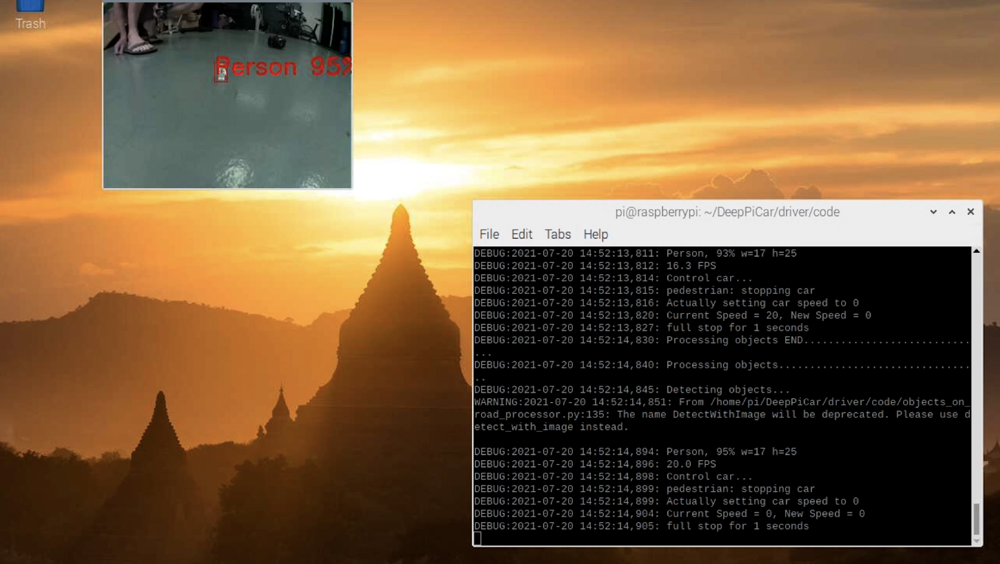 Trash
Person 95%
pi@raspberrypi: ~/DeepPiCar/driver/code
File Edit Tabs Help
DEBUG:2021-07-20 14:52:13,811: Person, 93% w=17 h=25
DEBUG:2021-07-20 14:52:13,812: 16.3 FPS
DEBUG:2021-07-20 14:52:13,814: Control car...
DEBUG:2021-07-20 14:52:13,815: pedestrian: stopping car
DEBUG:2021-07-20 14:52:13,816: Actually setting car speed to 0
DEBUG:2021-07-20 14:52:13,820: Current Speed = 20, New Speed = 0
DEBUG:2021-07-20 14:52:13,827: full stop for 1 seconds
DEBUG:2021-07-20 14:52:14,830: Processing objects END...........................
...
DEBUG:2021-07-20 14:52:14,840: Processing objects...............................
..
DEBUG:2021-07-20 14:52:14,845: Detecting objects...
WARNING:2021-07-20 14:52:14,851: From /home/pi/DeepPiCar/driver/code/objects_on_
road_processor.py:135: The name DetectWithImage will be deprecated. Please use d
etect_with_image instead.
DEBUG:2021-07-20 14:52:14,894: Person, 95% w=17 h=25
DEBUG:2021-07-20 14:52:14,896: 20.0 FPS
DEBUG:2021-07-20 14:52:14,898: Control car...
DEBUG:2021-07-20 14:52:14,899: pedestrian: stopping car
DEBUG:2021-07-20 14:52:14,899: Actually setting car speed to 0
DEBUG:2021-07-20 14:52:14,904: Current Speed = 0, New Speed = 0
DEBUG:2021-07-20 14:52:14,905: full stop for 1 seconds